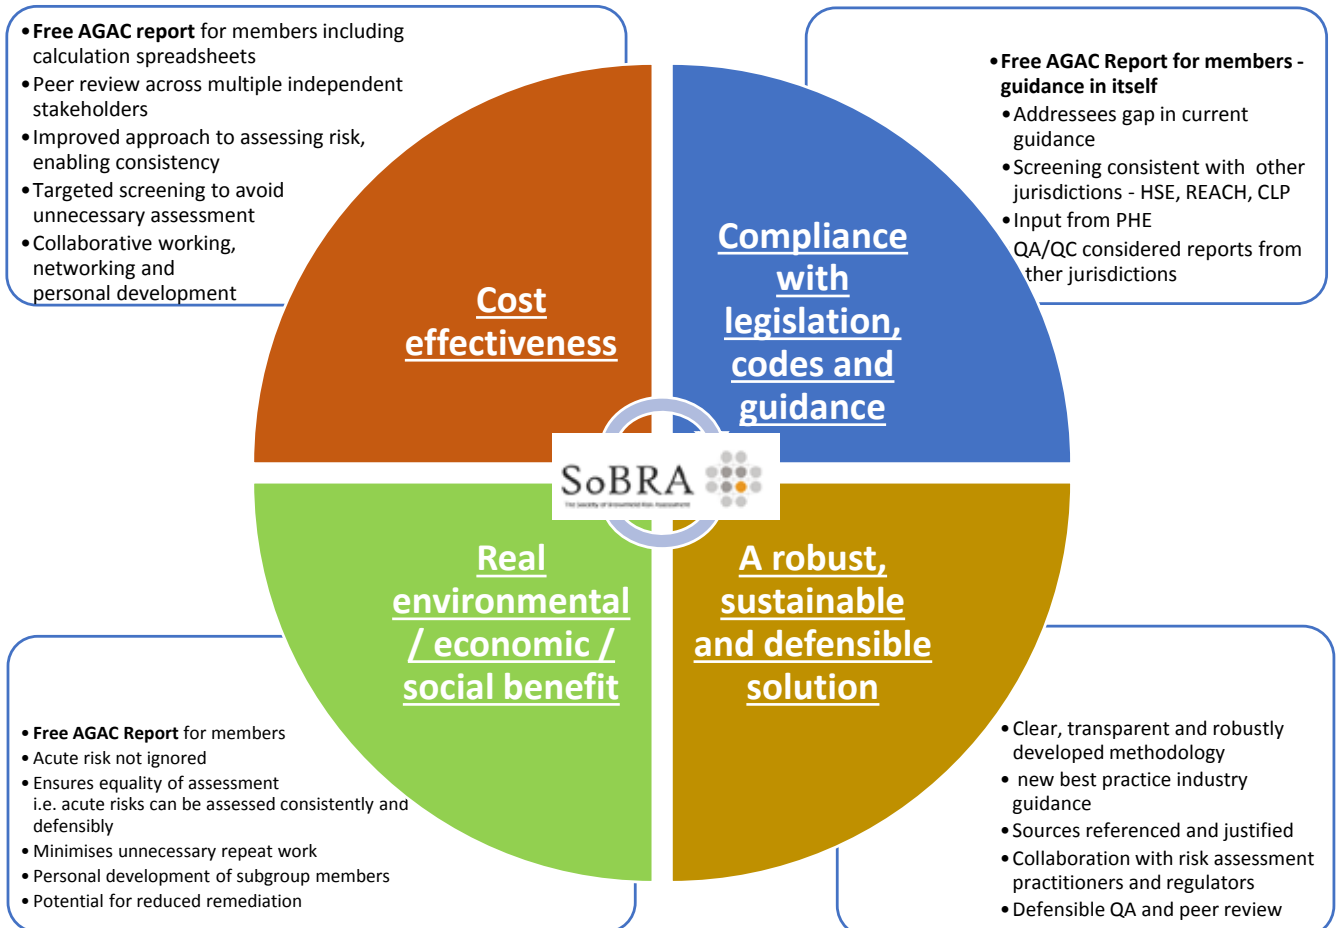 •Free AGAC report for members including
calculation spreadsheets
•Peer review across multiple independent
stakeholders
•Improved approach to assessing risk,
enabling consistency
•Targeted screening to avoid
unnecessary assessment
•Collaborative working,
networking and
personal development
•Free AGAC Report for members -
guidance in itself
•Addressees gap in current
guidance
•Screening consistent with other
jurisdictions - HSE, REACH, CLP
•Input from PHE
QA/QC considered reports from
ther jurisdictions
Cost
effectiveness
Compliance
with
legislation,
codes and
guidance
SoBRA
The Society of Brownfield Risk Assessment
Real
environmental
/ economic /
social benefit
A robust,
sustainable
and defensible
solution
•Free AGAC Report for members
•Acute risk not ignored
•Ensures equality of assessment
i.e. acute risks can be assessed consistently and
defensibly
•Minimises unnecessary repeat work
•Personal development of subgroup members
•Potential for reduced remediation
•Clear, transparent and robustly
developed methodology
• new best practice industry
guidance
•Sources referenced and justified
•Collaboration with risk assessment
practitioners and regulators
•Defensible QA and peer review